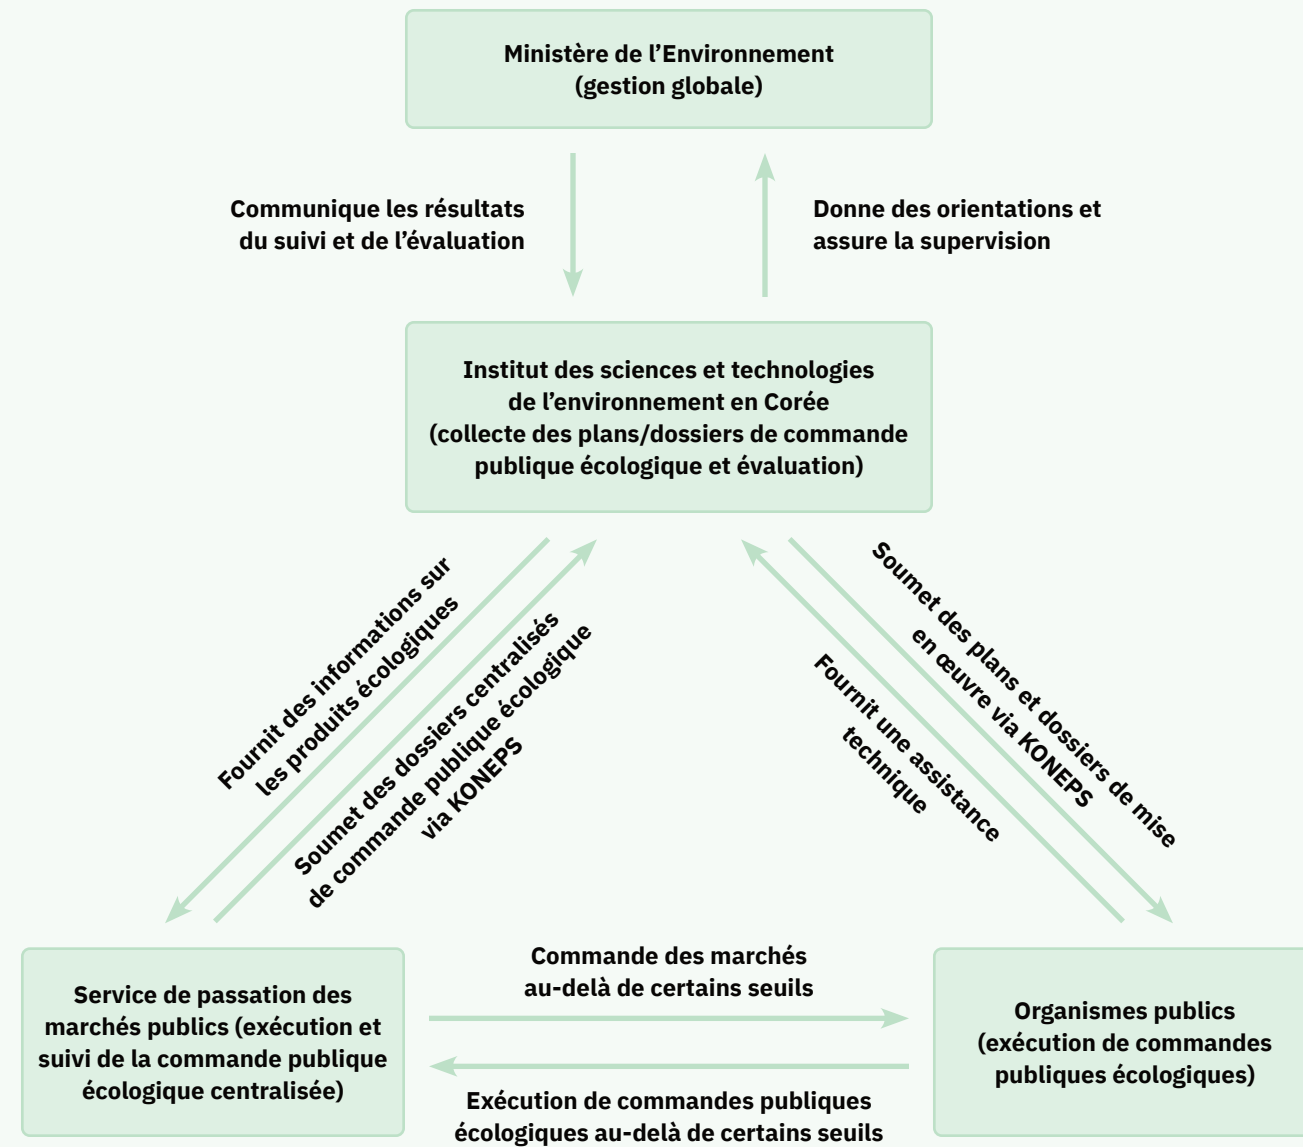 Ministère de l’Environnement
(gestion globale)
Communique les résultats
du suivi et de l’évaluation
Donne des orientations et
assure la supervision
Institut des sciences et technologies
de l’environnement en Corée
(collecte des plans/dossiers de commande
publique écologique et évaluation)
Fournit des informations sur
les produits écologiques
Soumet des dossiers centralisés
de commande publique écologique
via KONEPS
Fournit une assistance
technique
Soumet des plans et dossiers de mise
en œuvre via KONEPS
Service de passation des
marchés publics (exécution et
suivi de la commande publique
écologique centralisée)
Commande des marchés
au-delà de certains seuils
Exécution de commandes publiques
écologiques au-delà de certains seuils
Organismes publics
(exécution de commandes
publiques écologiques)